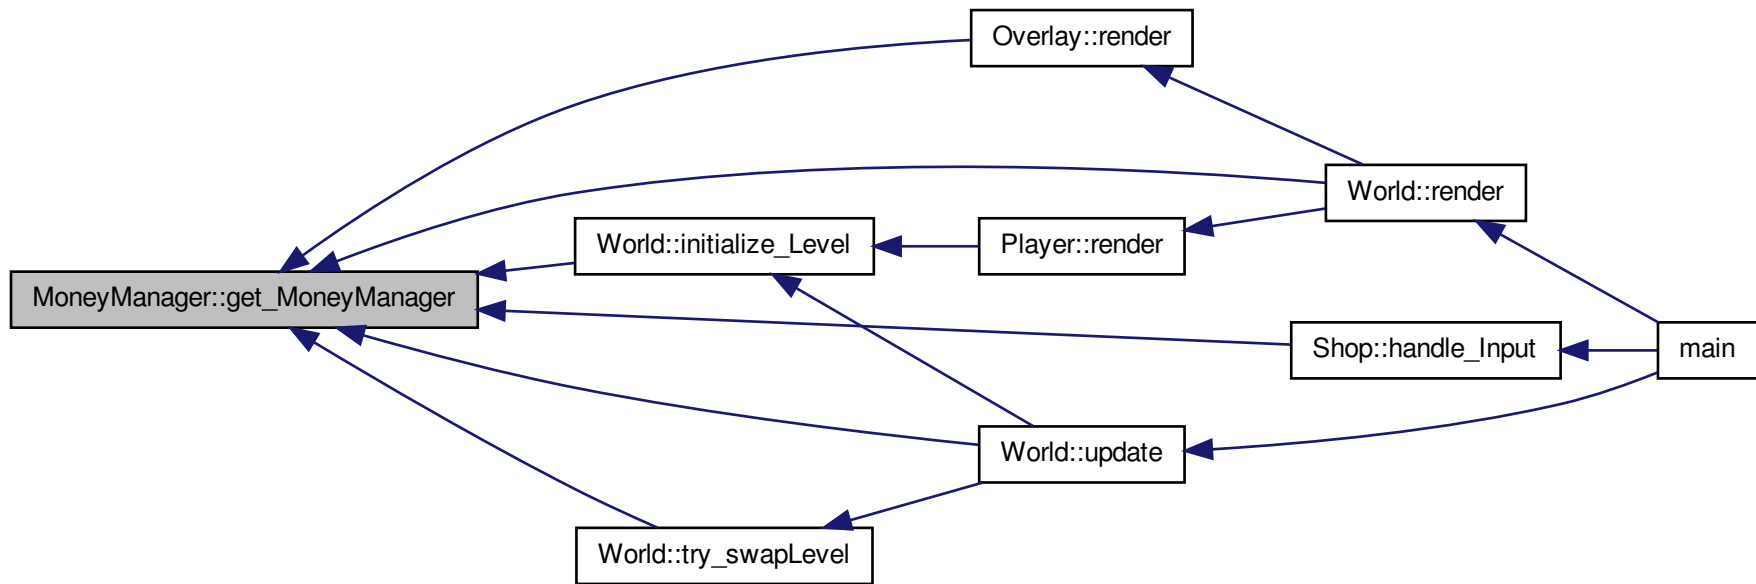 Overlay::render
World::render
World::initialize_Level
Player::render
MoneyManager::get_MoneyManager
Shop::handle_Input
main
World::update
World::try_swapLevel